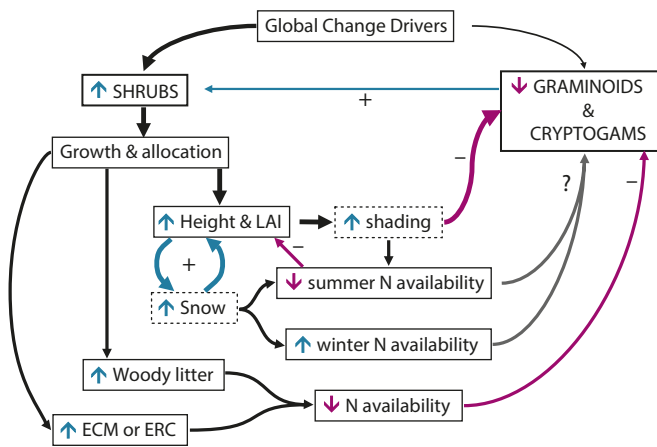 Global Change Drivers
↑ SHRUBS
+
↓ GRAMINOIDS
&
CRYPTOGAMS
Growth & allocation
–
?
–
↑ Height & LAI
↑ shading
+
–
↓ summer N availability
↑ Snow
↑ winter N availability
↑ Woody litter
↓ N availability
↑ ECM or ERC